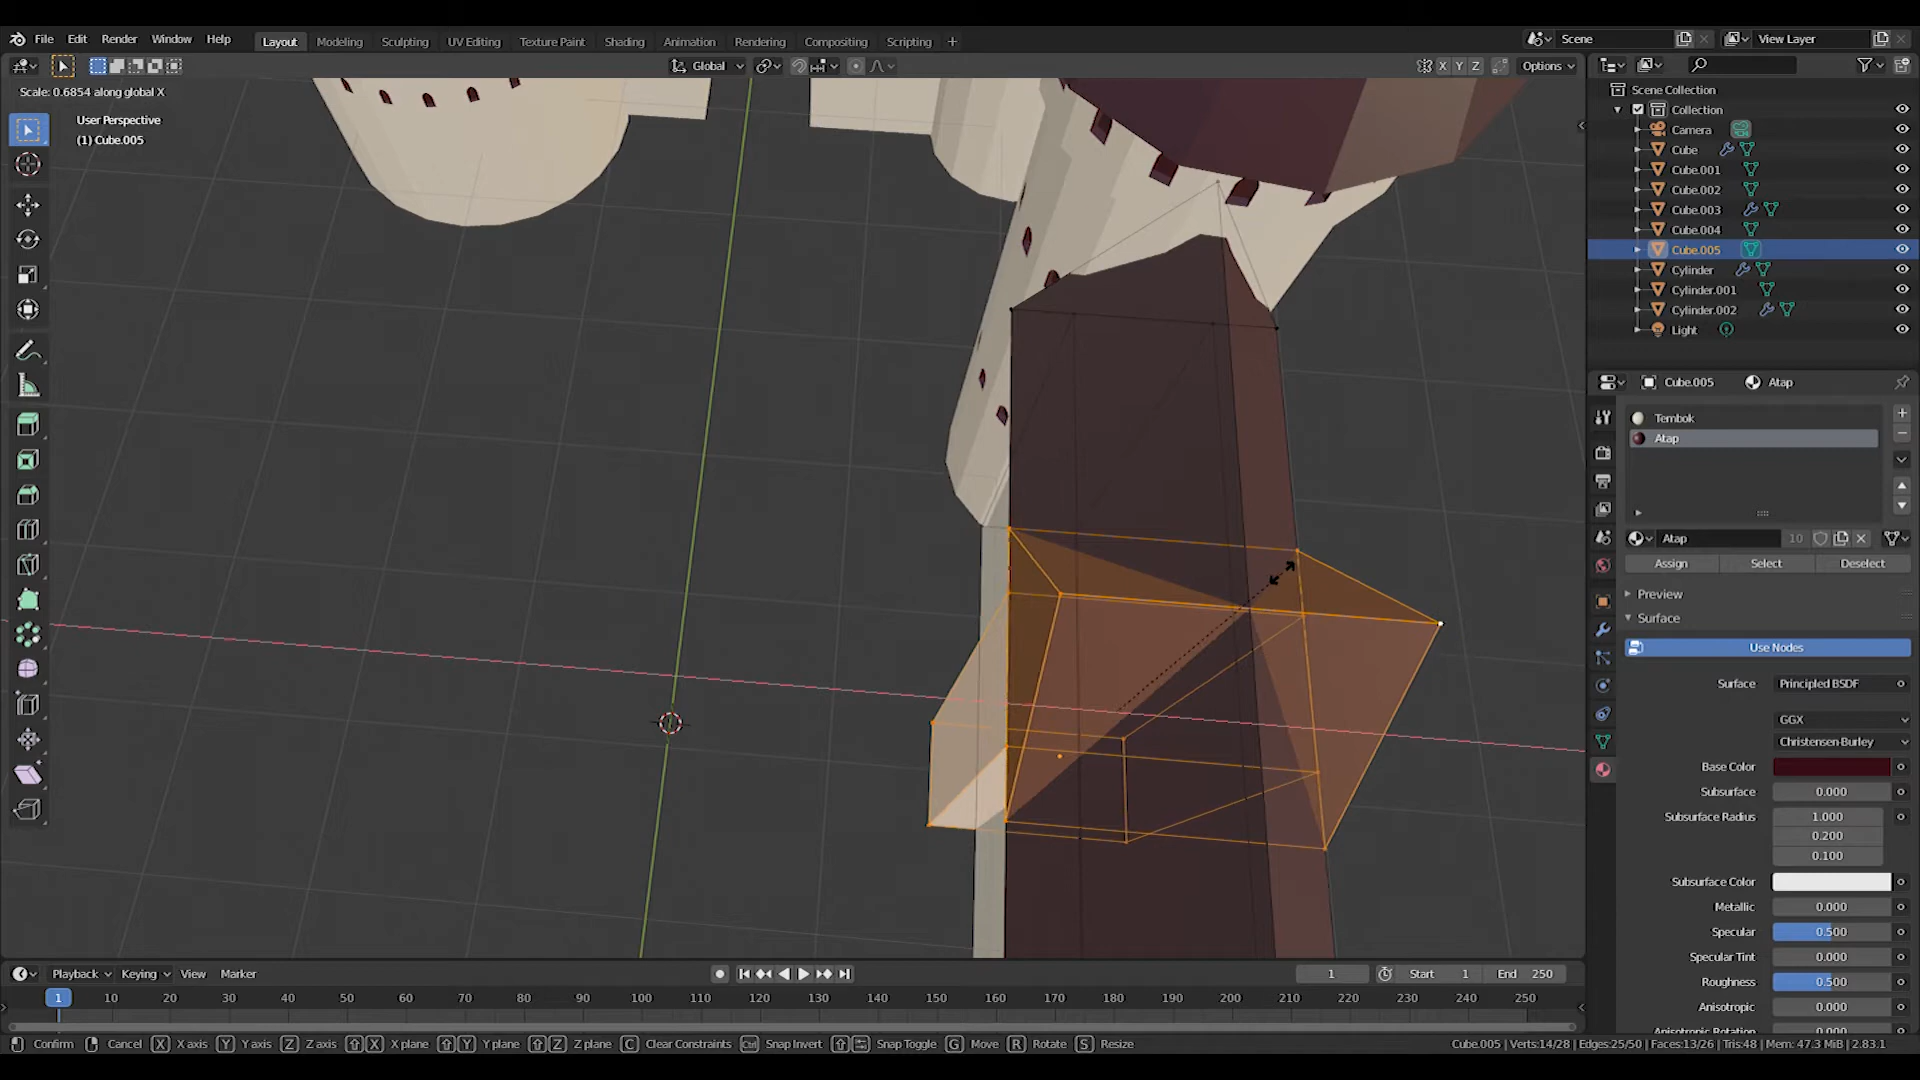 File Edit Render Window Help
Layout Modeling Sculpting UV Editing Texture Paint Shading Animation Rendering Compositing Scripting +
Scene
View Layer
Global
X Y Z
Options
Scale: 0.6854 along global X
User Perspective
(1) Cube.005
Scene Collection
Collection
Camera
Cube
Cube.001
Cube.002
Cube.003
Cube.004
Cube.005
Cylinder
Cylinder.001
Cylinder.002
Light
Cube.005 Atap
Tembok
Atap
Atap 10
Assign Select Deselect
Preview
Surface
Use Nodes
Surface Principled BSDF
GGX
Christensen Burley
Base Color
Subsurface 0.000
Subsurface Radius 1.000
0.200
0.100
Subsurface Color
Metallic 0.000
Specular 0.500
Specular Tint 0.000
Roughness 0.500
Anisotropic 0.000
Anisotropic Rotation 0.000
Playback Keying View Marker
1 Start 1 End 250
1 10 20 30 40 50 60 70 80 90 100 110 120 130 140 150 160 170 180 190 200 210 220 230 240 250
Confirm Cancel X X axis Y Y axis Z Z axis X X plane Y Y plane Z Z plane C Clear Constraints Ctrl Snap Invert Snap Toggle G Move R Rotate S Resize
Cube.005 | Verts:14/28 | Edges:25/50 | Faces:13/26 | Tris:48 | Mem: 47.3 MiB | 2.83.1